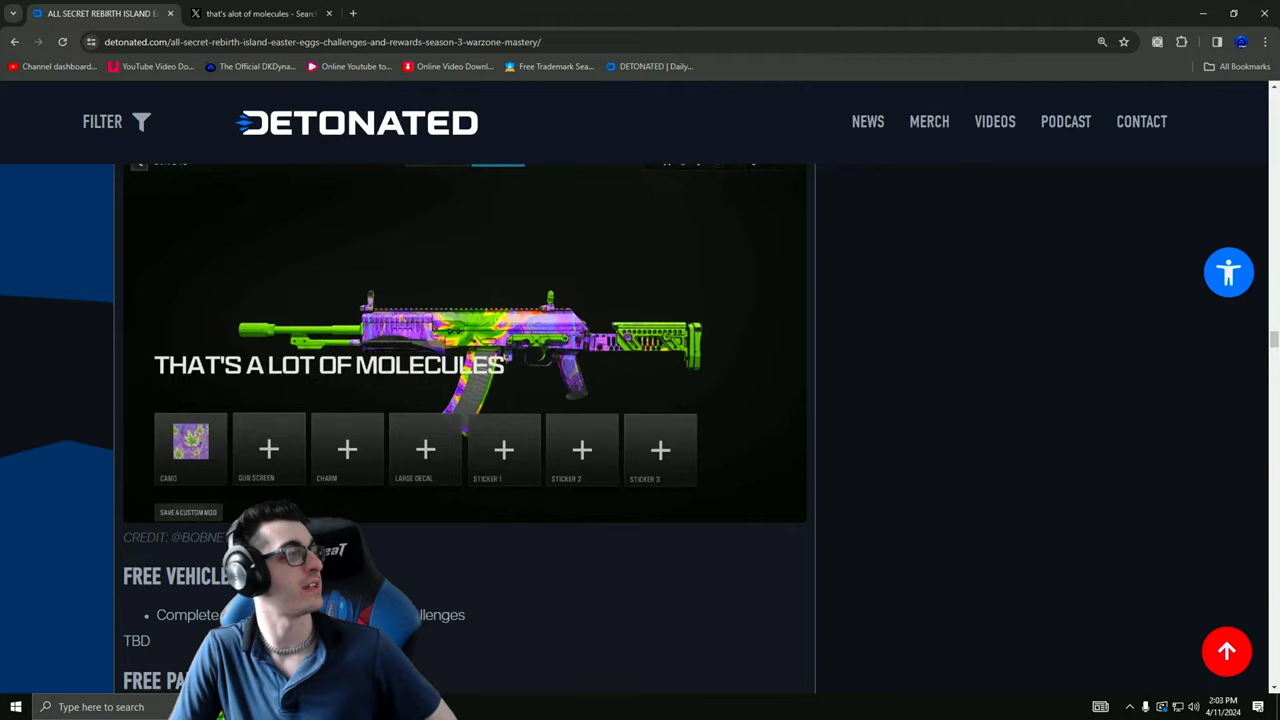 ALL SECRET REBIRTH ISLAND EA
that's alot of molecules - Searc
detonated.com/all-secret-rebirth-island-easter-eggs-challenges-and-rewards-season-3-warzone-mastery/
Channel dashboard...
YouTube Video Do...
The Official DKDyna...
Online Youtube to...
Online Video Downl...
Free Trademark Sea...
DETONATED | Daily...
All Bookmarks
FILTER
DETONATED
NEWS
MERCH
VIDEOS
PODCAST
CONTACT
THAT'S A LOT OF MOLECULES
CAMO
GUN SCREEN
CHARM
LARGE DECAL
STICKER 1
STICKER 2
STICKER 3
SAVE A CUSTOM MOD
CREDIT: @BOBNE
FREE VEHICLE
Complete
lenges
TBD
FREE PA
Type here to search
2:03 PM
4/11/2024